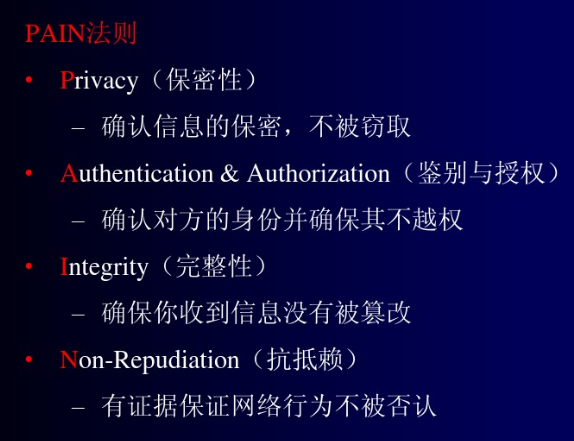 PAIN法则
• Privacy（保密性）
– 确认信息的保密，不被窃取
• Authentication & Authorization（鉴别与授权）
– 确认对方的身份并确保其不越权
• Integrity（完整性）
– 确保你收到信息没有被篡改
• Non-Repudiation（抗抵赖）
– 有证据保证网络行为不被否认